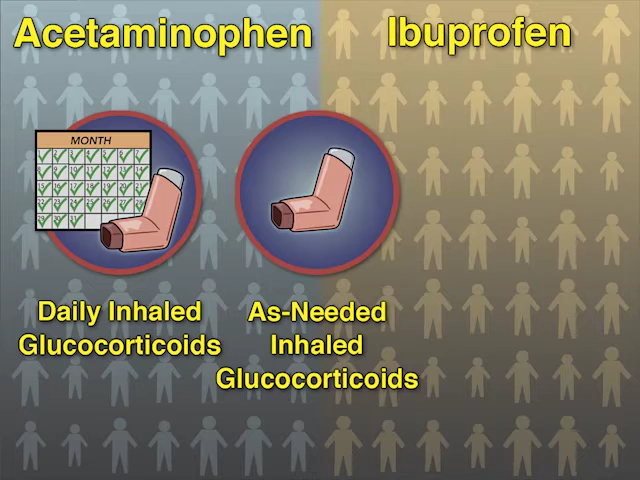 Acetaminophen
Ibuprofen
MONTH
Daily Inhaled
Glucocorticoids
As-Needed
Inhaled
Glucocorticoids